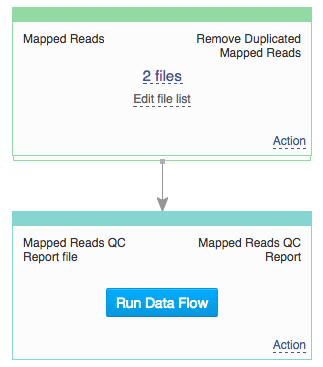 Mapped Reads
Remove Duplicated
Mapped Reads
2 files
Edit file list
Action
Mapped Reads QC
Report file
Mapped Reads QC
Report
Run Data Flow
Action